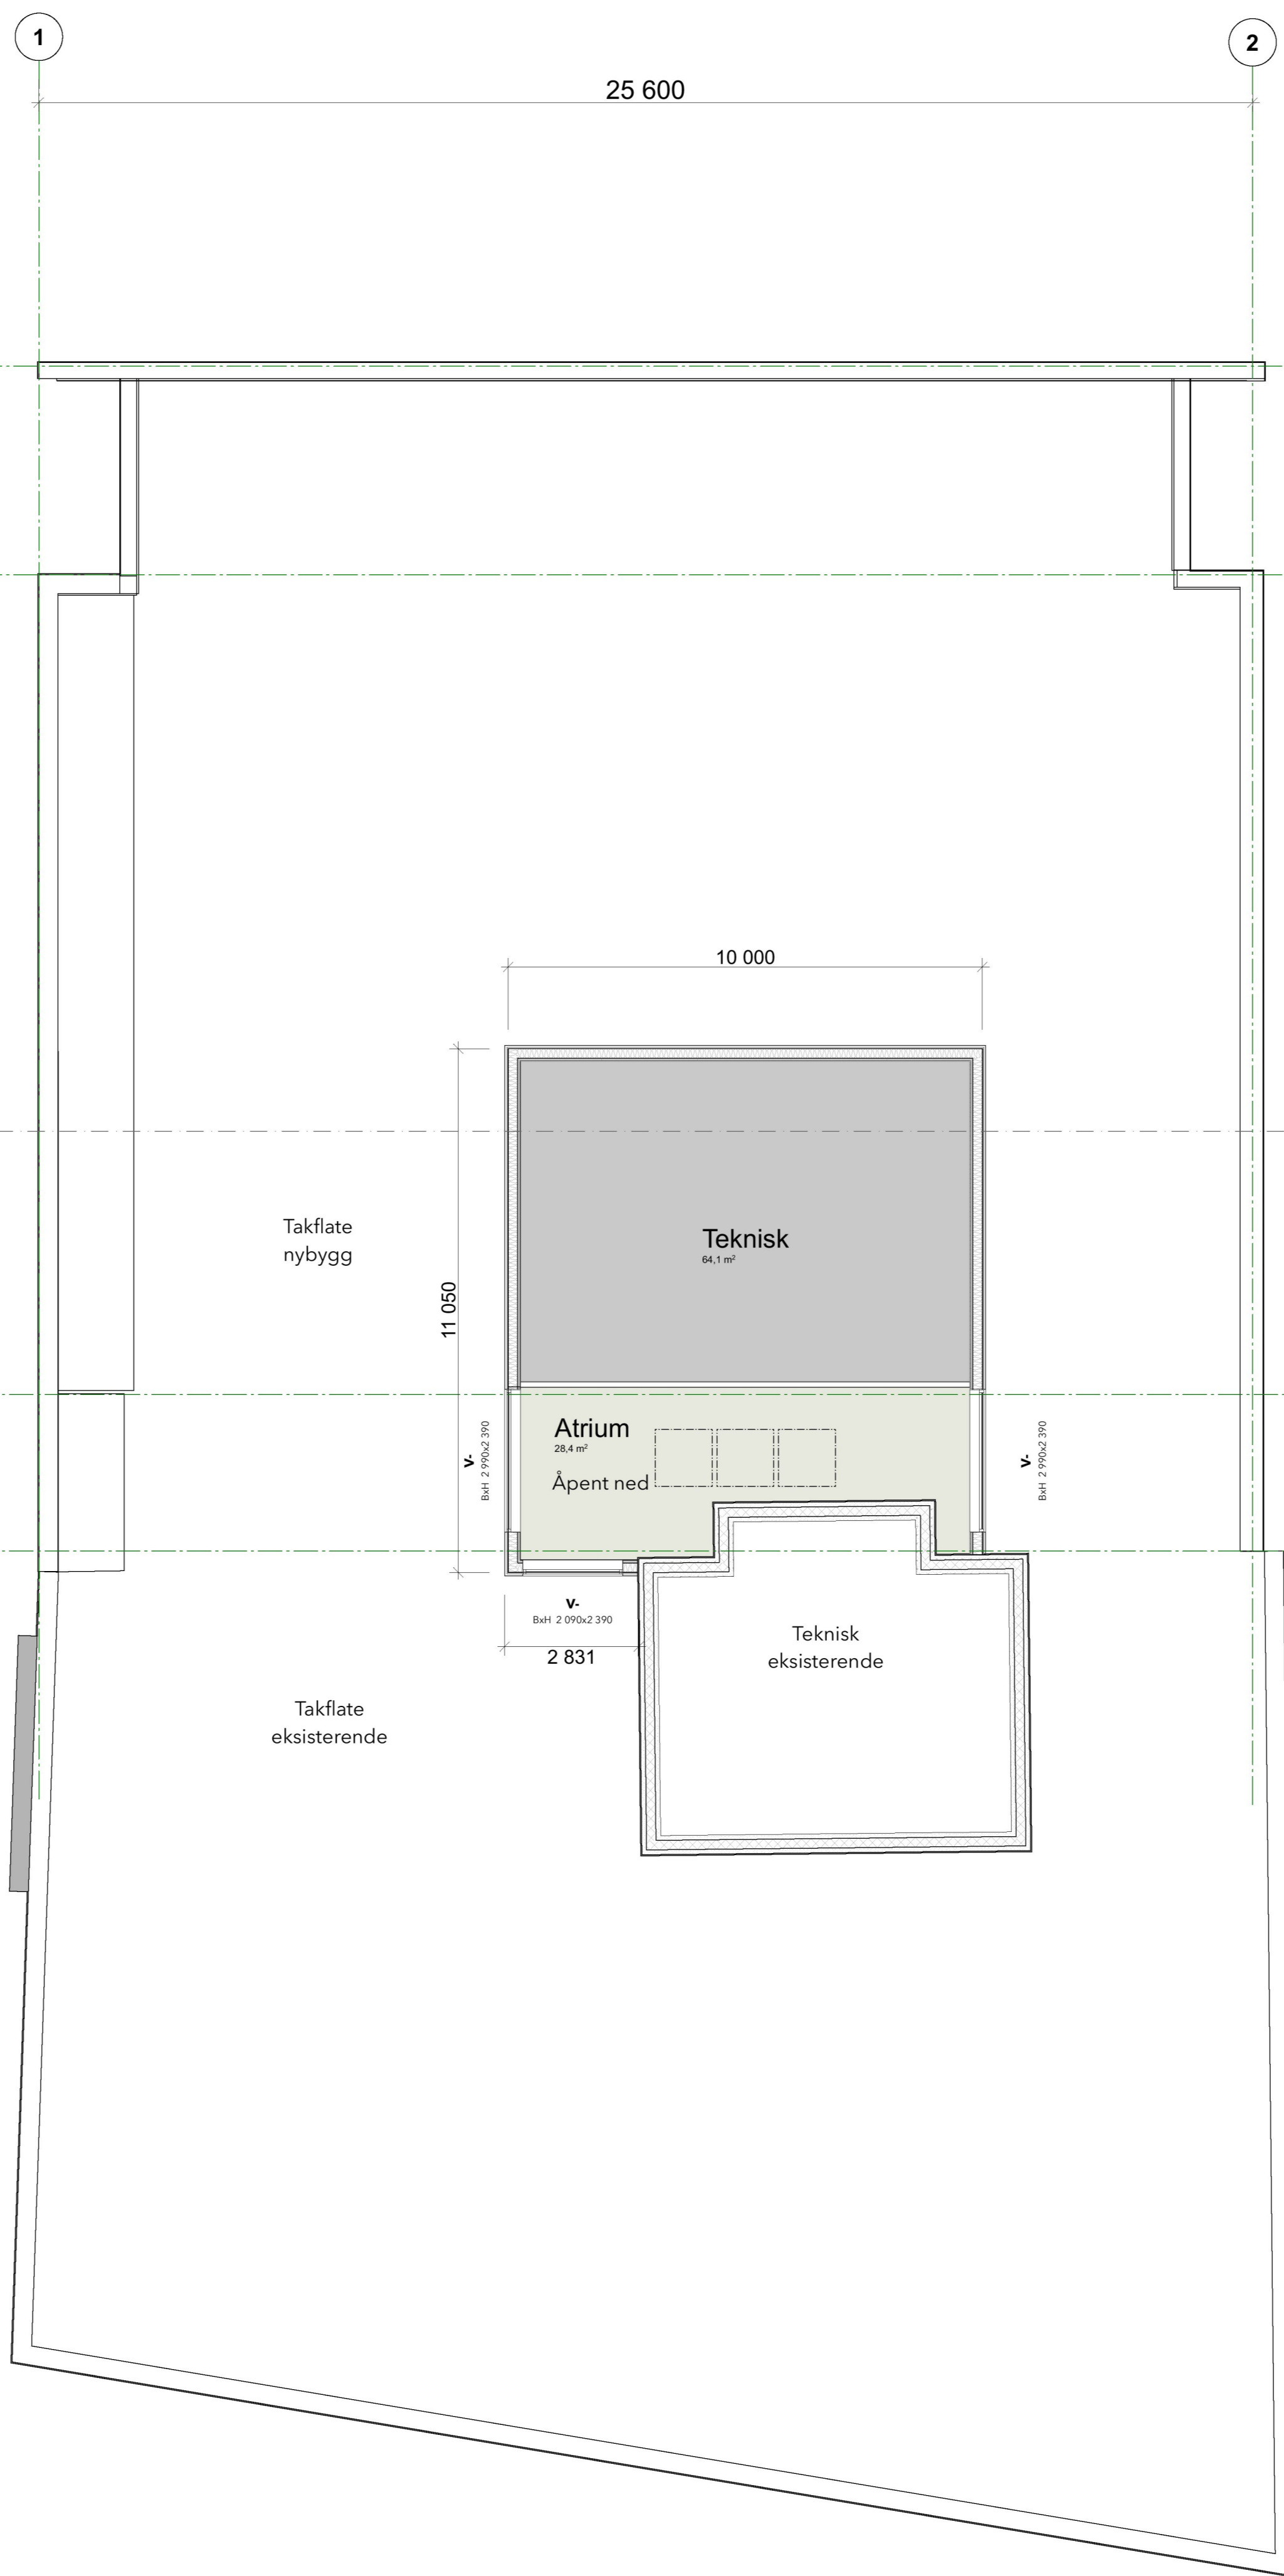 1
2
25 600
10 000
11 050
Takflate
nybygg
Teknisk
64,1 m²
Atrium
28,4 m²
Åpent ned
V-
BxH 2 990x2 390
V-
BxH 2 990x2 390
V-
BxH 2 090x2 390
2 831
Teknisk
eksisterende
Takflate
eksisterende